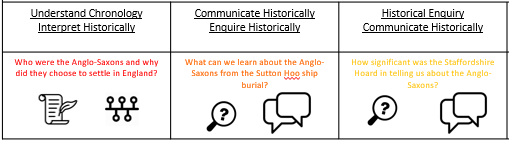 Understand Chronology
Interpret Historically
Communicate Historically
Enquire Historically
Historical Enquiry
Communicate Historically
Who were the Anglo-Saxons and why
did they choose to settle in England?
What can we learn about the Anglo-
Saxons from the Sutton Hoo ship
burial?
How significant was the Staffordshire
Hoard in telling us about the Anglo-
Saxons?